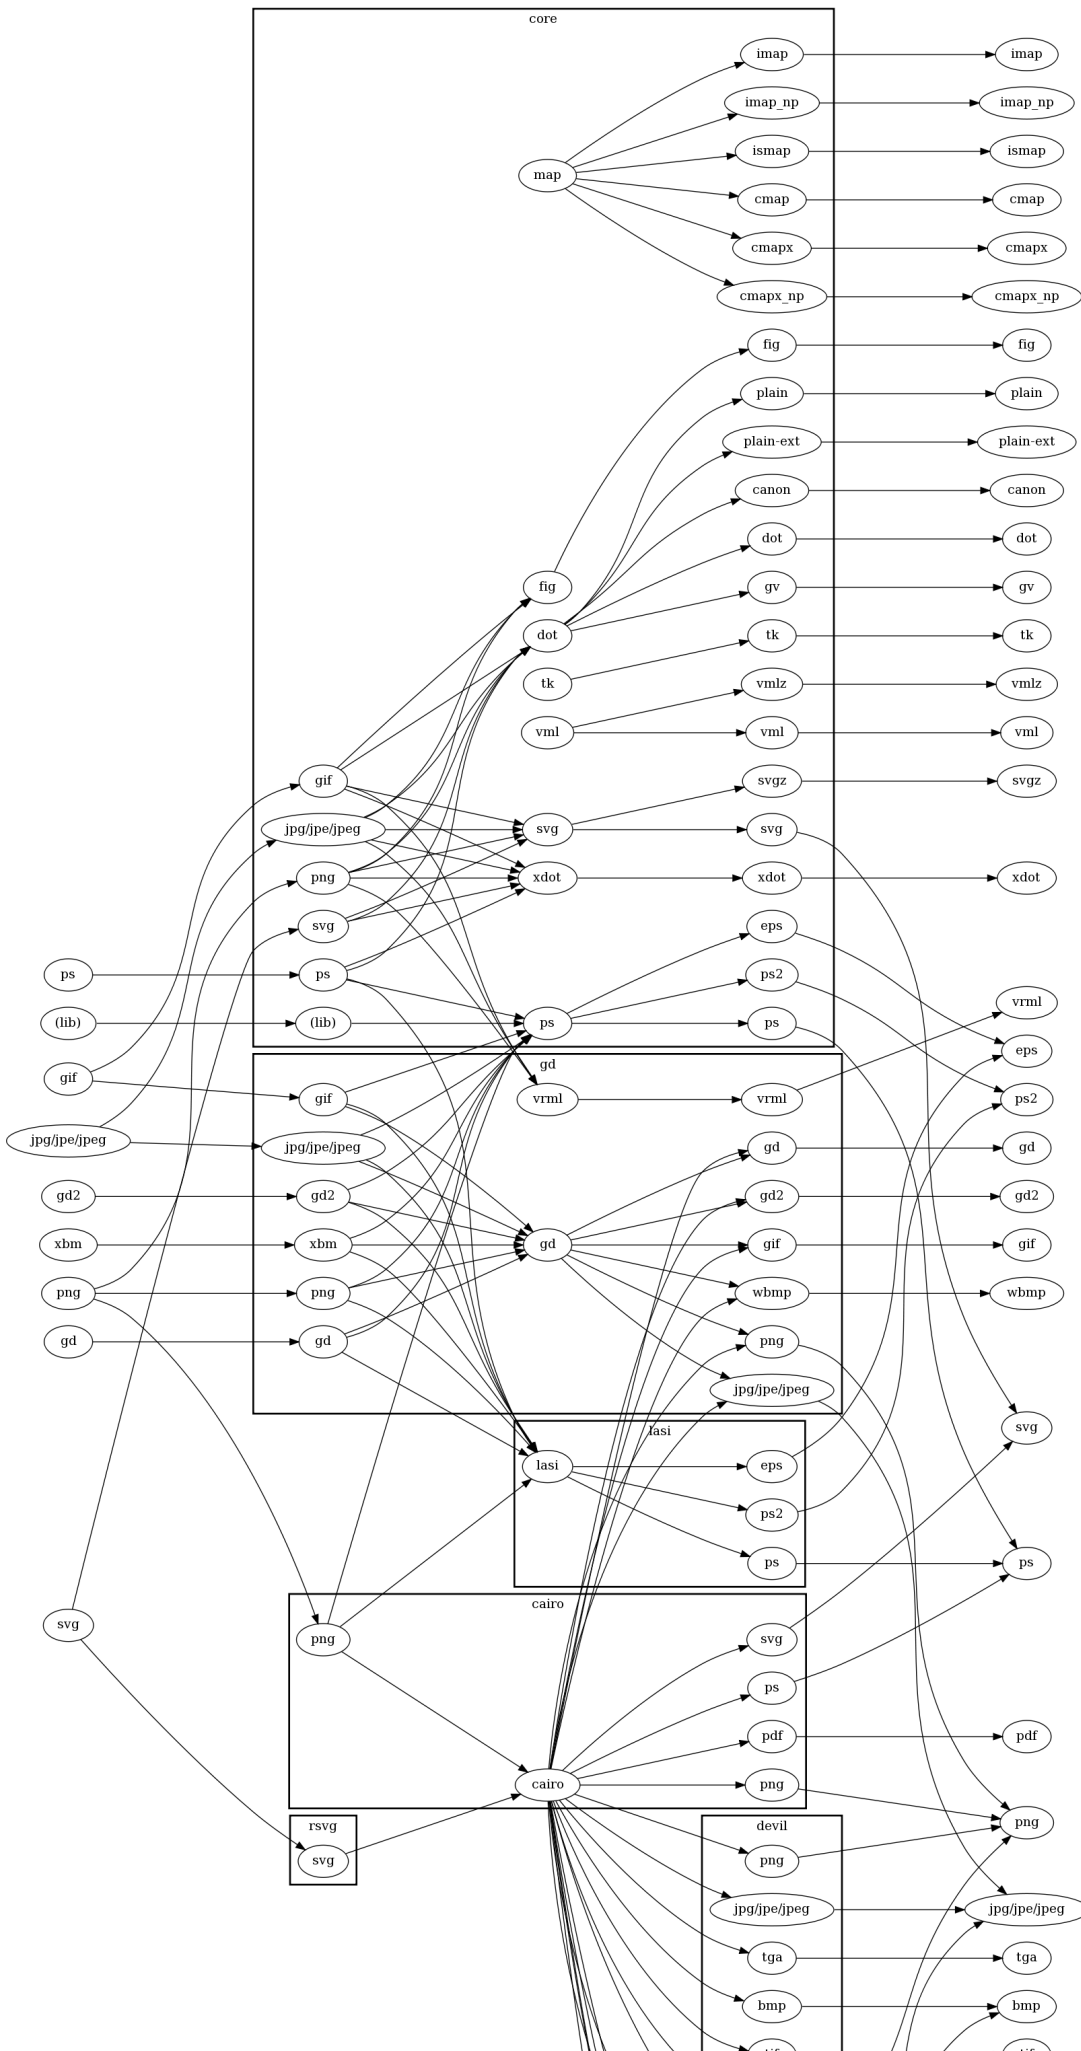 core
imap
imap
imap_np
imap_np
ismap
ismap
map
cmap
cmap
cmapx
cmapx
cmapx_np
cmapx_np
fig
fig
plain
plain
plain-ext
plain-ext
canon
canon
dot
dot
fig
gv
gv
dot
tk
tk
tk
vmlz
vmlz
vml
vml
vml
gif
svgz
svgz
jpg/jpe/jpeg
svg
svg
png
xdot
xdot
xdot
svg
eps
ps
ps
ps2
vrml
(lib)
(lib)
ps
ps
eps
gd
gif
gif
vrml
vrml
ps2
jpg/jpe/jpeg
jpg/jpe/jpeg
gd
gd
gd2
gd2
gd2
gd2
xbm
xbm
gd
gif
gif
png
png
wbmp
wbmp
gd
gd
png
jpg/jpe/jpeg
lasi
svg
lasi
eps
ps2
ps
ps
cairo
svg
png
svg
ps
pdf
pdf
cairo
png
rsvg
devil
png
svg
png
jpg/jpe/jpeg
jpg/jpe/jpeg
tga
tga
bmp
bmp